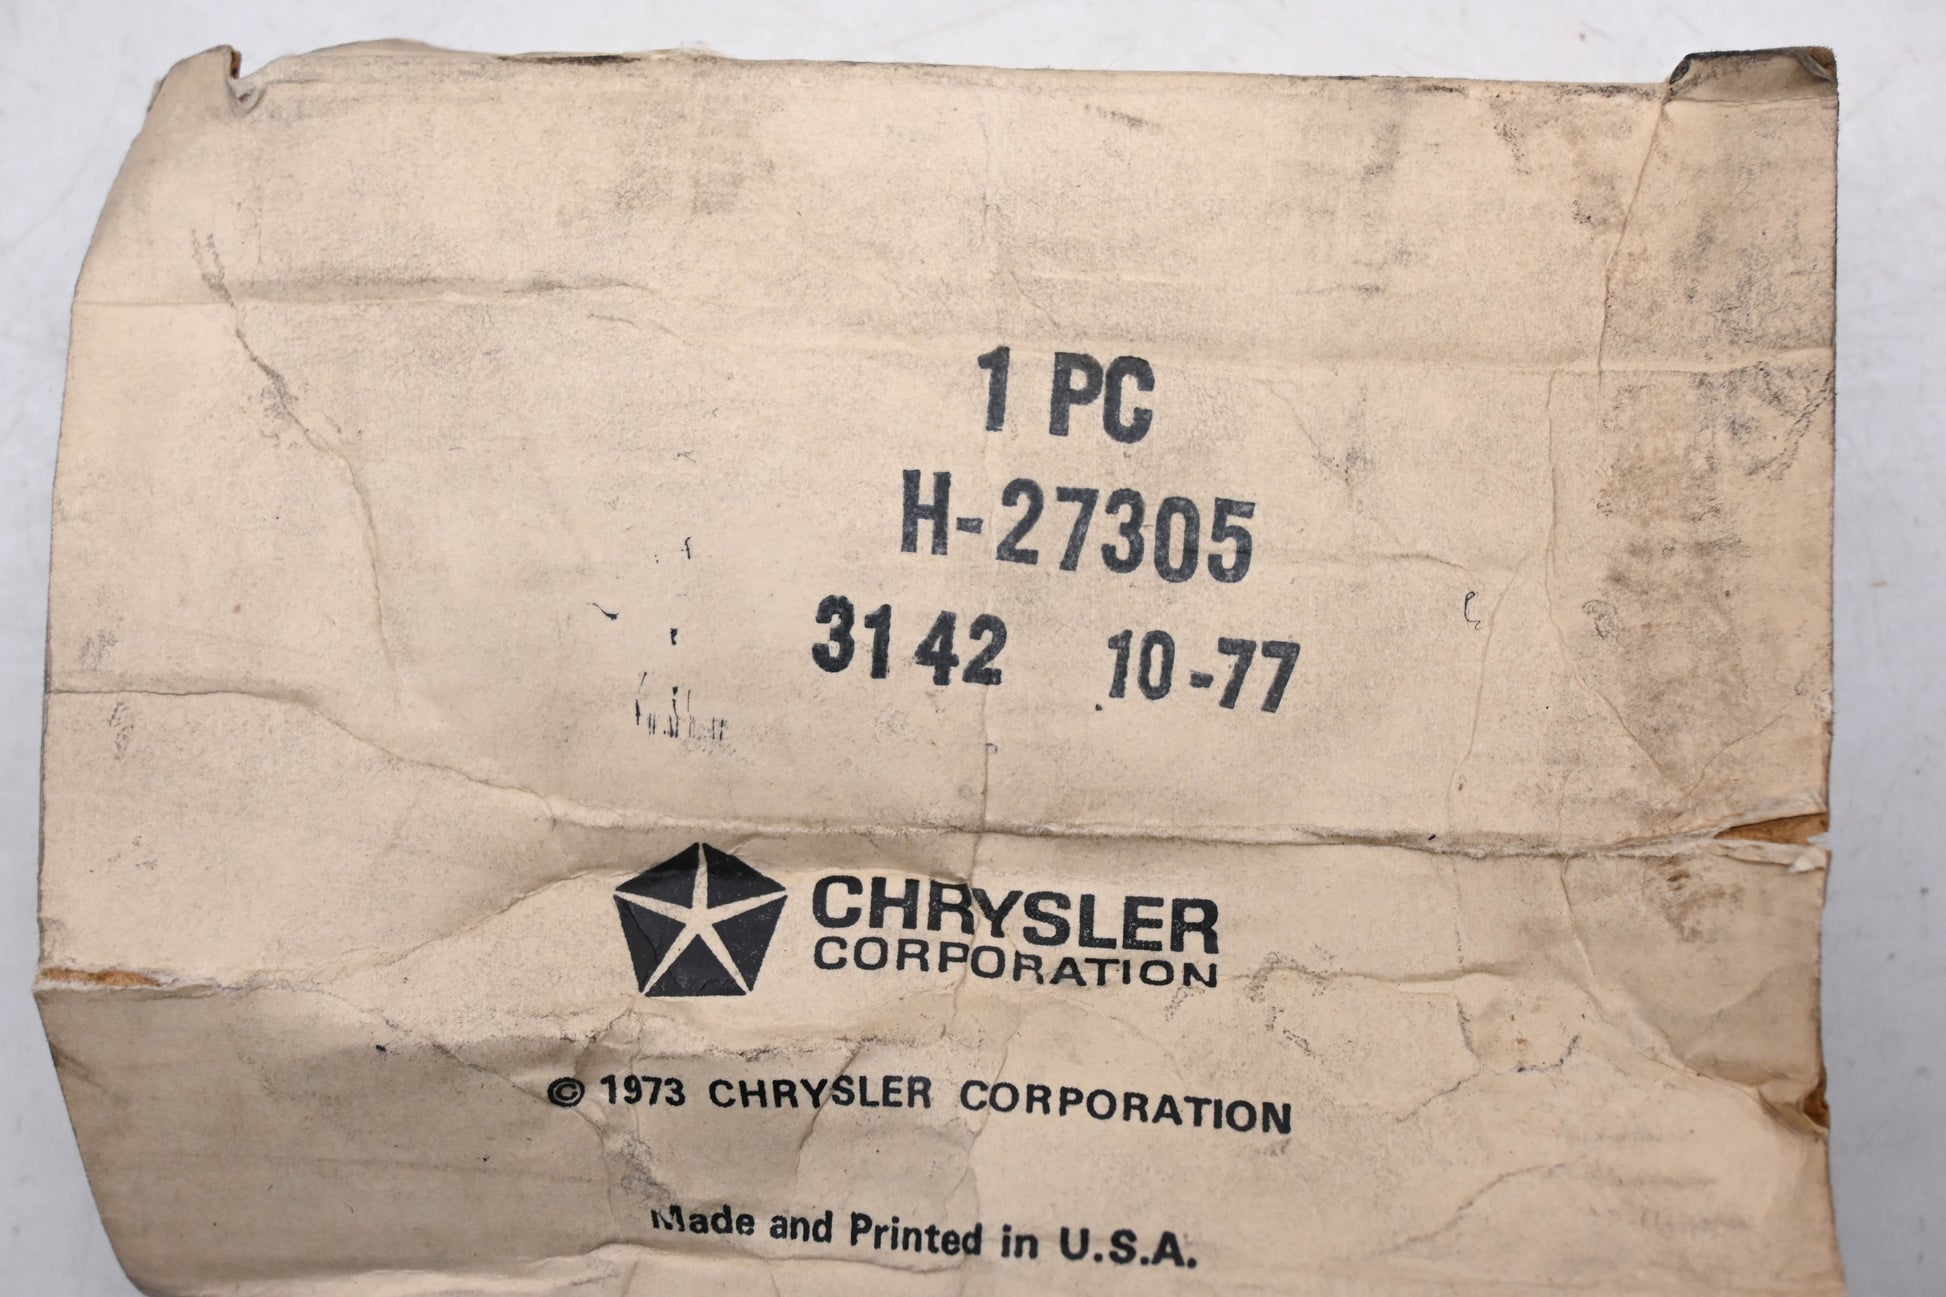 1 PC
H-27305
3142 10-77
CHRYSLER
CORPORATION
© 1973 CHRYSLER CORPORATION
Made and Printed in U.S.A.